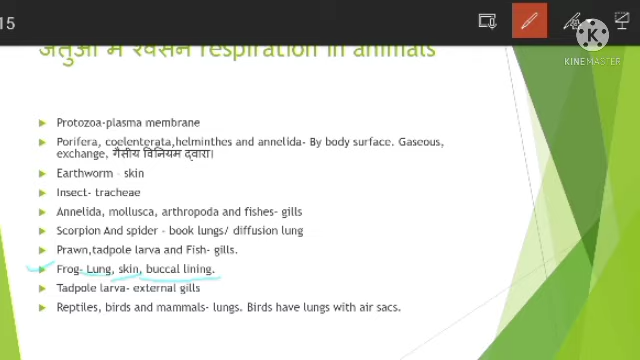 15
KINEMASTER
जंतुओं में श्वसन respiration in animals
Protozoa-plasma membrane
Porifera, coelenterata,helminthes and annelida- By body surface. Gaseous,
exchange, गैसीय विनियम द्वारा।
Earthworm – skin
Insect- tracheae
Annelida, mollusca, arthropoda and fishes- gills
Scorpion And spider – book lungs/ diffusion lung
Prawn,tadpole larva and Fish- gills.
Frog- Lung, skin, buccal lining.
Tadpole larva- external gills
Reptiles, birds and mammals- lungs. Birds have lungs with air sacs.